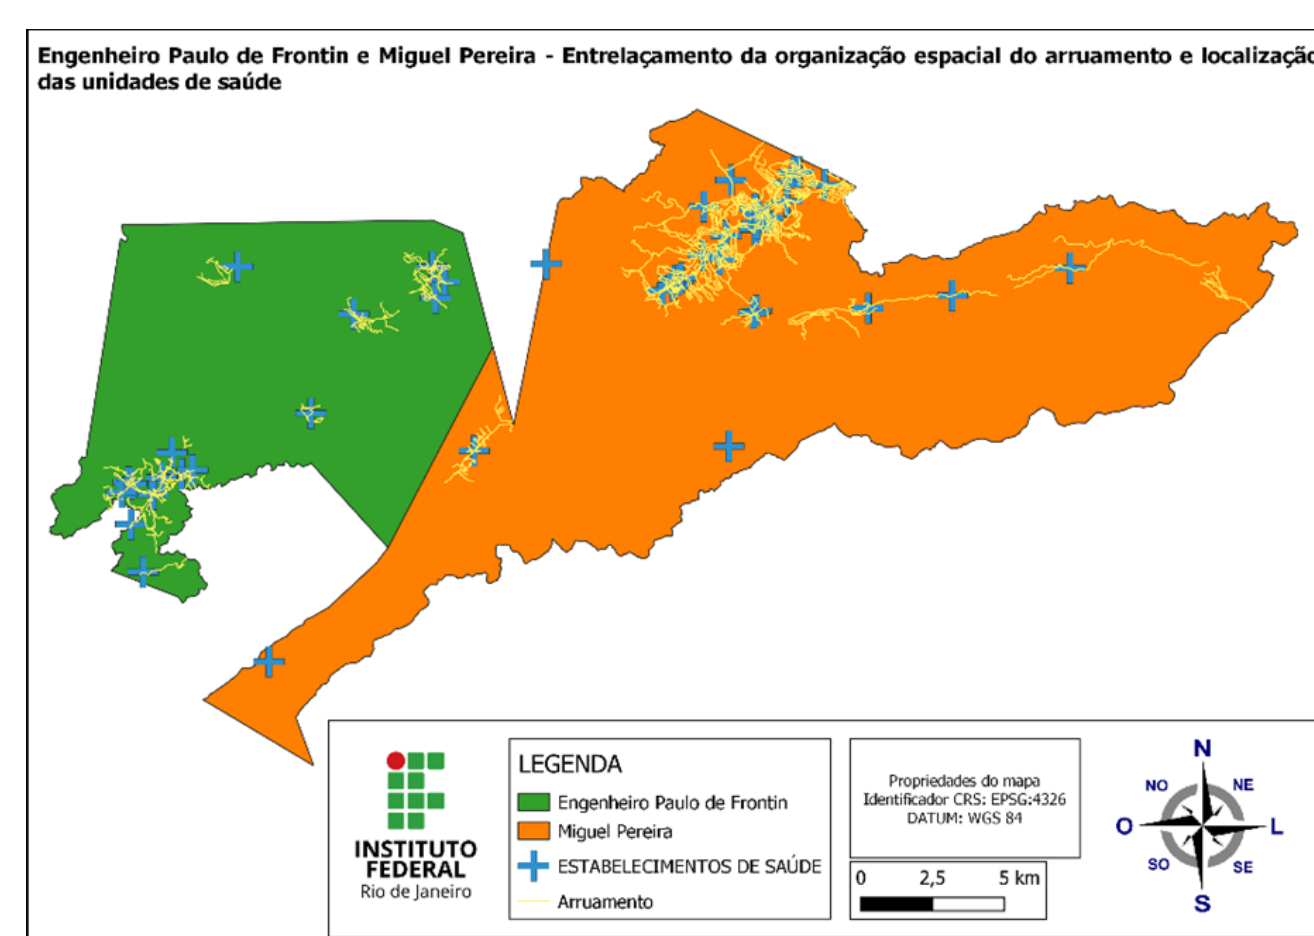 Engenheiro Paulo de Frontin e Miguel Pereira - Entrelaçamento da organização espacial do arruamento e localização
das unidades de saúde
INSTITUTO
FEDERAL
Rio de Janeiro
LEGENDA
Engenheiro Paulo de Frontin
Miguel Pereira
ESTABELECIMENTOS DE SAÚDE
Arruamento
Propriedades do mapa
Identificador CRS: EPSG:4326
DATUM: WGS 84
0 2,5 5 km
N
NO NE
O L
SO SE
S